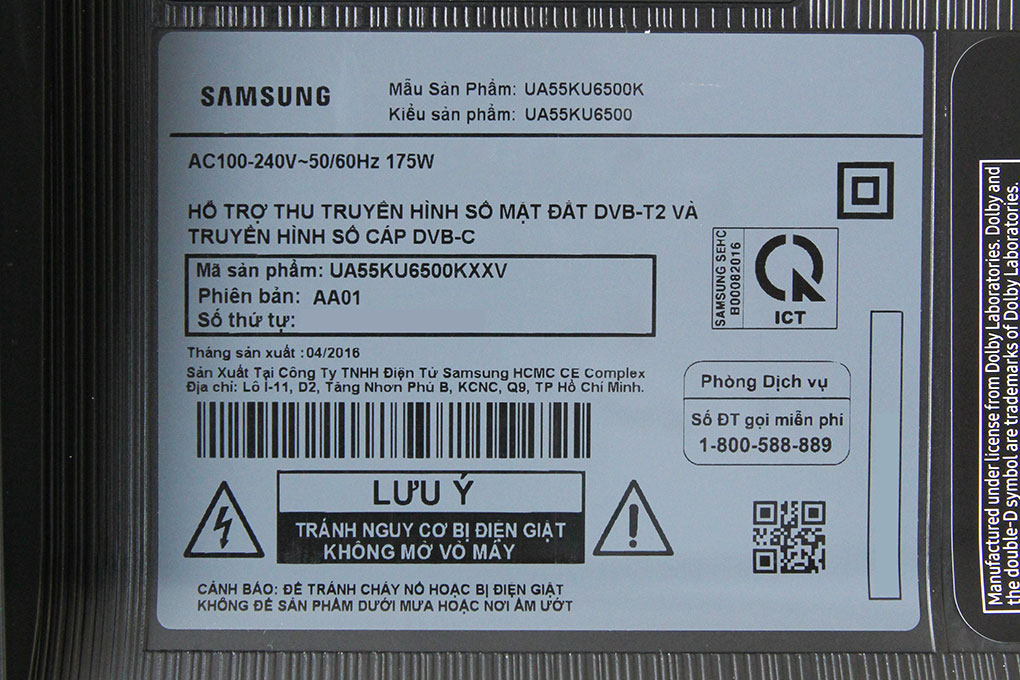 SAMSUNG
Mẫu Sản Phẩm: UA55KU6500K
Kiểu sản phẩm: UA55KU6500
AC100-240V~50/60Hz 175W
HỖ TRỢ THU TRUYỀN HÌNH SỐ MẶT ĐẤT DVB-T2 VÀ
TRUYỀN HÌNH SỐ CÁP DVB-C
Mã sản phẩm: UA55KU6500KXXV
Phiên bản: AA01
Số thứ tự:
SAMSUNG SEHC
B00082016
ICT
Tháng sản xuất :04/2016
Sản Xuất Tại Công Ty TNHH Điện Tử Samsung HCMC CE Complex
Địa chỉ: Lô I-11, D2, Tăng Nhơn Phú B, KCNC, Q9, TP Hồ Chí Minh.
Phòng Dịch vụ
Số ĐT gọi miễn phí
1-800-588-889
LƯU Ý
TRÁNH NGUY CƠ BỊ ĐIỆN GIẬT
KHÔNG MỞ VỎ MÁY
CẢNH BÁO: ĐỂ TRÁNH CHÁY NỔ HOẶC BỊ ĐIỆN GIẬT
KHÔNG ĐỂ SẢN PHẨM DƯỚI MƯA HOẶC NƠI ẨM ƯỚT
Manufactured under license from Dolby Laboratories. Dolby and
the double-D symbol are trademarks of Dolby Laboratories.